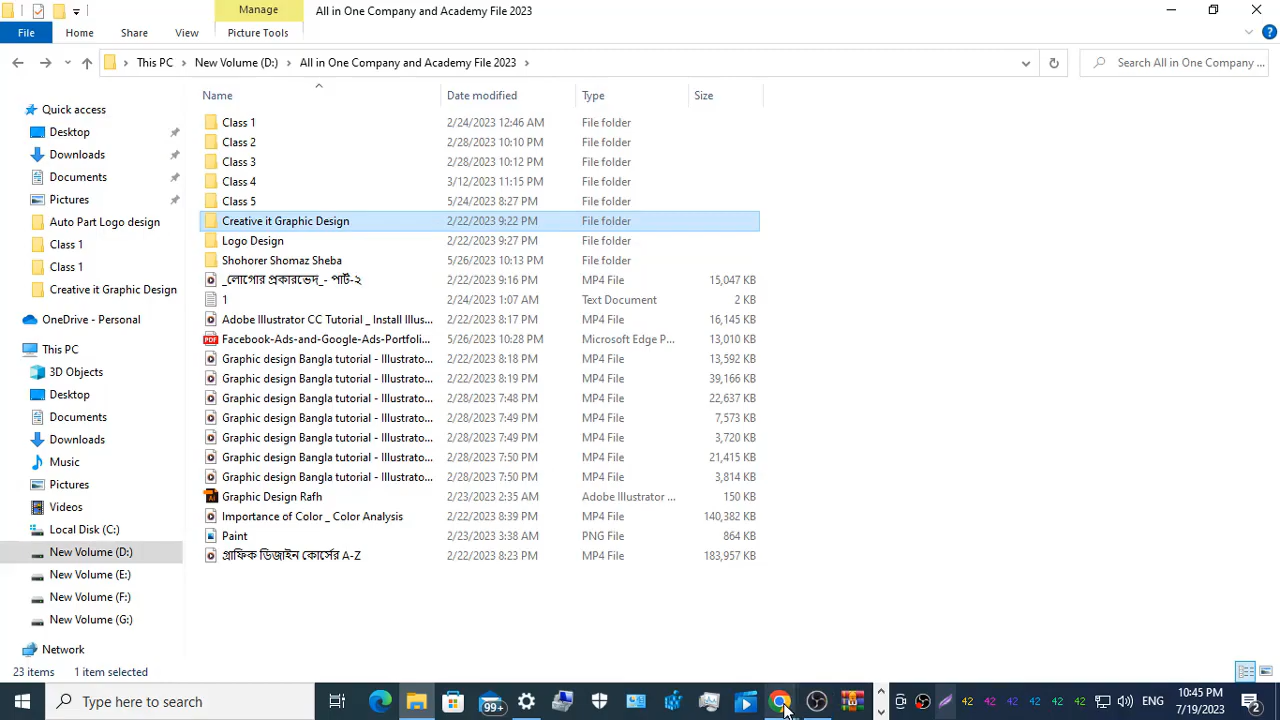 Manage
All in One Company and Academy File 2023
File Home Share View Picture Tools
This PC New Volume (D:) All in One Company and Academy File 2023
Search All in One Company ...
Name Date modified Type Size
Quick access
Desktop
Downloads
Documents
Pictures
Auto Part Logo design
Class 1
Class 1
Creative it Graphic Design
OneDrive - Personal
This PC
3D Objects
Desktop
Documents
Downloads
Music
Pictures
Videos
Local Disk (C:)
New Volume (D:)
New Volume (E:)
New Volume (F:)
New Volume (G:)
Network
Class 1 2/24/2023 12:46 AM File folder
Class 2 2/28/2023 10:10 PM File folder
Class 3 2/28/2023 10:12 PM File folder
Class 4 3/12/2023 11:15 PM File folder
Class 5 5/24/2023 8:27 PM File folder
Creative it Graphic Design 2/22/2023 9:22 PM File folder
Logo Design 2/22/2023 9:27 PM File folder
Shohorer Shomaz Sheba 5/26/2023 10:13 PM File folder
_লোগোর প্রকারভেদ_- পার্ট-২ 2/22/2023 9:16 PM MP4 File 15,047 KB
1 2/24/2023 1:07 AM Text Document 2 KB
Adobe Illustrator CC Tutorial _ Install Illus... 2/22/2023 8:17 PM MP4 File 16,145 KB
Facebook-Ads-and-Google-Ads-Portfoli... 5/26/2023 10:28 PM Microsoft Edge P... 13,010 KB
Graphic design Bangla tutorial - Illustrato... 2/22/2023 8:18 PM MP4 File 13,592 KB
Graphic design Bangla tutorial - Illustrato... 2/22/2023 8:19 PM MP4 File 39,166 KB
Graphic design Bangla tutorial - Illustrato... 2/28/2023 7:48 PM MP4 File 22,637 KB
Graphic design Bangla tutorial - Illustrato... 2/28/2023 7:49 PM MP4 File 7,573 KB
Graphic design Bangla tutorial - Illustrato... 2/28/2023 7:49 PM MP4 File 3,720 KB
Graphic design Bangla tutorial - Illustrato... 2/28/2023 7:50 PM MP4 File 21,415 KB
Graphic design Bangla tutorial - Illustrato... 2/28/2023 7:50 PM MP4 File 3,814 KB
Graphic Design Rafh 2/23/2023 2:35 AM Adobe Illustrator ... 150 KB
Importance of Color _ Color Analysis 2/22/2023 8:39 PM MP4 File 140,382 KB
Paint 2/23/2023 3:38 AM PNG File 864 KB
গ্রাফিক ডিজাইন কোর্সের A-Z 2/22/2023 8:23 PM MP4 File 183,957 KB
23 items 1 item selected
Type here to search
99+
42 42 42 42 42
ENG
10:45 PM
7/19/2023
2